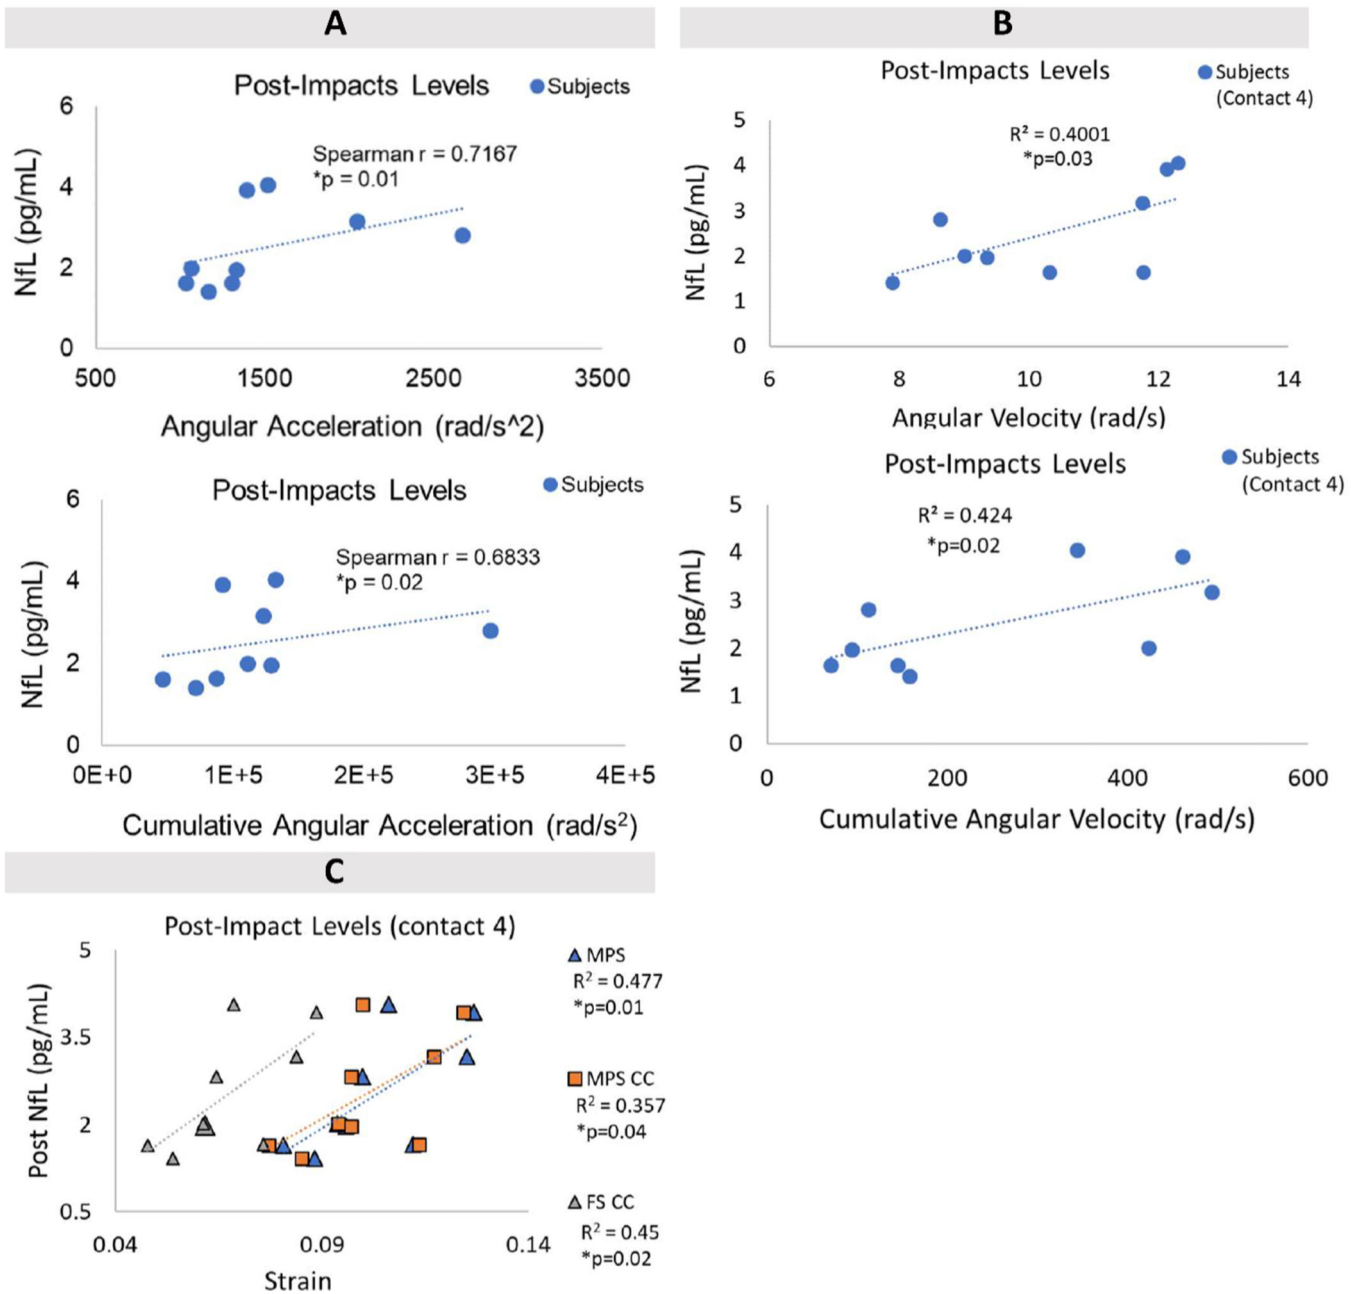 A
Post-Impacts Levels
Subjects
Spearman r = 0.7167
*p = 0.01
NfL (pg/mL)
6
4
2
0
500 1500 2500 3500
Angular Acceleration (rad/s^2)
Post-Impacts Levels
Subjects
Spearman r = 0.6833
*p = 0.02
NfL (pg/mL)
6
4
2
0
0E+0 1E+5 2E+5 3E+5 4E+5
Cumulative Angular Acceleration (rad/s²)
B
Post-Impacts Levels
Subjects
(Contact 4)
R² = 0.4001
*p=0.03
NfL (pg/mL)
5
4
3
2
1
0
6 8 10 12 14
Angular Velocity (rad/s)
Post-Impacts Levels
Subjects
(Contact 4)
R² = 0.424
*p=0.02
NfL (pg/mL)
5
4
3
2
1
0
0 200 400 600
Cumulative Angular Velocity (rad/s)
C
Post-Impact Levels (contact 4)
Post NfL (pg/mL)
5
3.5
2
0.5
0.04 0.09 0.14
Strain
MPS
R² = 0.477
*p=0.01
MPS CC
R² = 0.357
*p=0.04
FS CC
R² = 0.45
*p=0.02